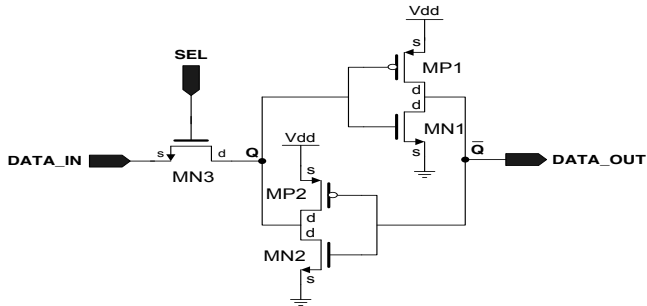 Vdd
s
MP1
d
d
MN1
s
SEL
DATA_IN
s
d
MN3
Q
Vdd
s
MP2
d
d
MN2
s
Q̅
DATA_OUT